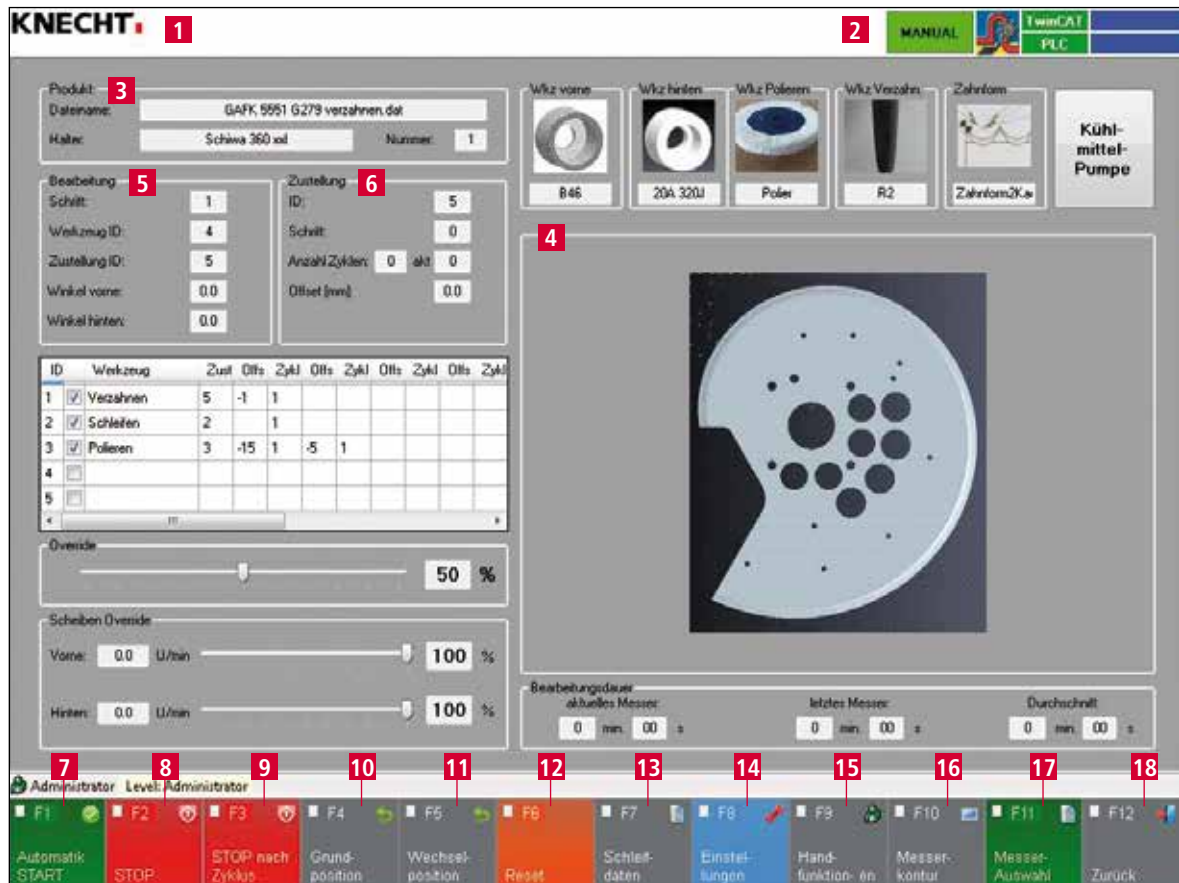 KNECHT
1
2
MANUAL
TwinCAT
PLC
Produkt
3
Dateiname:
GAFK 5551 G279 verzahnen.dat
Halter:
Schiwa 360 xxl
Nummer:
1
Wkz vorne
B46
Wkz hinten
20A 320J
Wkz Polieren
Polier
Wkz Verzahn.
R2
Zahnform
Zahnform2K.a
Kühl-
mittel-
Pumpe
Bearbeitung
5
Schritt:
1
Werkzeug ID:
4
Zustellung ID:
5
Winkel vorne:
0.0
Winkel hinten:
0.0
Zustellung
6
ID:
5
Schritt:
0
Anzahl Zyklen:
0
akt
0
Offset [mm]
0.0
4
ID Werkzeug Zust Offs Zykl Offs Zykl Offs Zykl Offs Zykl
1 Verzahnen 5 -1 1
2 Schleifen 2 1
3 Polieren 3 -15 1 -5 1
4
5
Override
50 %
Scheiben Override
Vorne: 0.0 U/min 100 %
Hinten: 0.0 U/min 100 %
Bearbeitungsdauer
aktuelles Messer:
0 min. 00 s
letztes Messer:
0 min. 00 s
Durchschnitt
0 min. 00 s
7 8 9 10 11 12 13 14 15 16 17 18
Administrator Level: Administrator
F1
Automatik
START
F2
STOP
F3
STOP nach
Zyklus
F4
Grund-
position
F5
Wechsel-
position
F6
Reset
F7
Schleif-
daten
F8
Einstel-
lungen
F9
Hand-
funktion- en
F10
Messer-
kontur
F11
Messer-
Auswahl
F12
Zurück